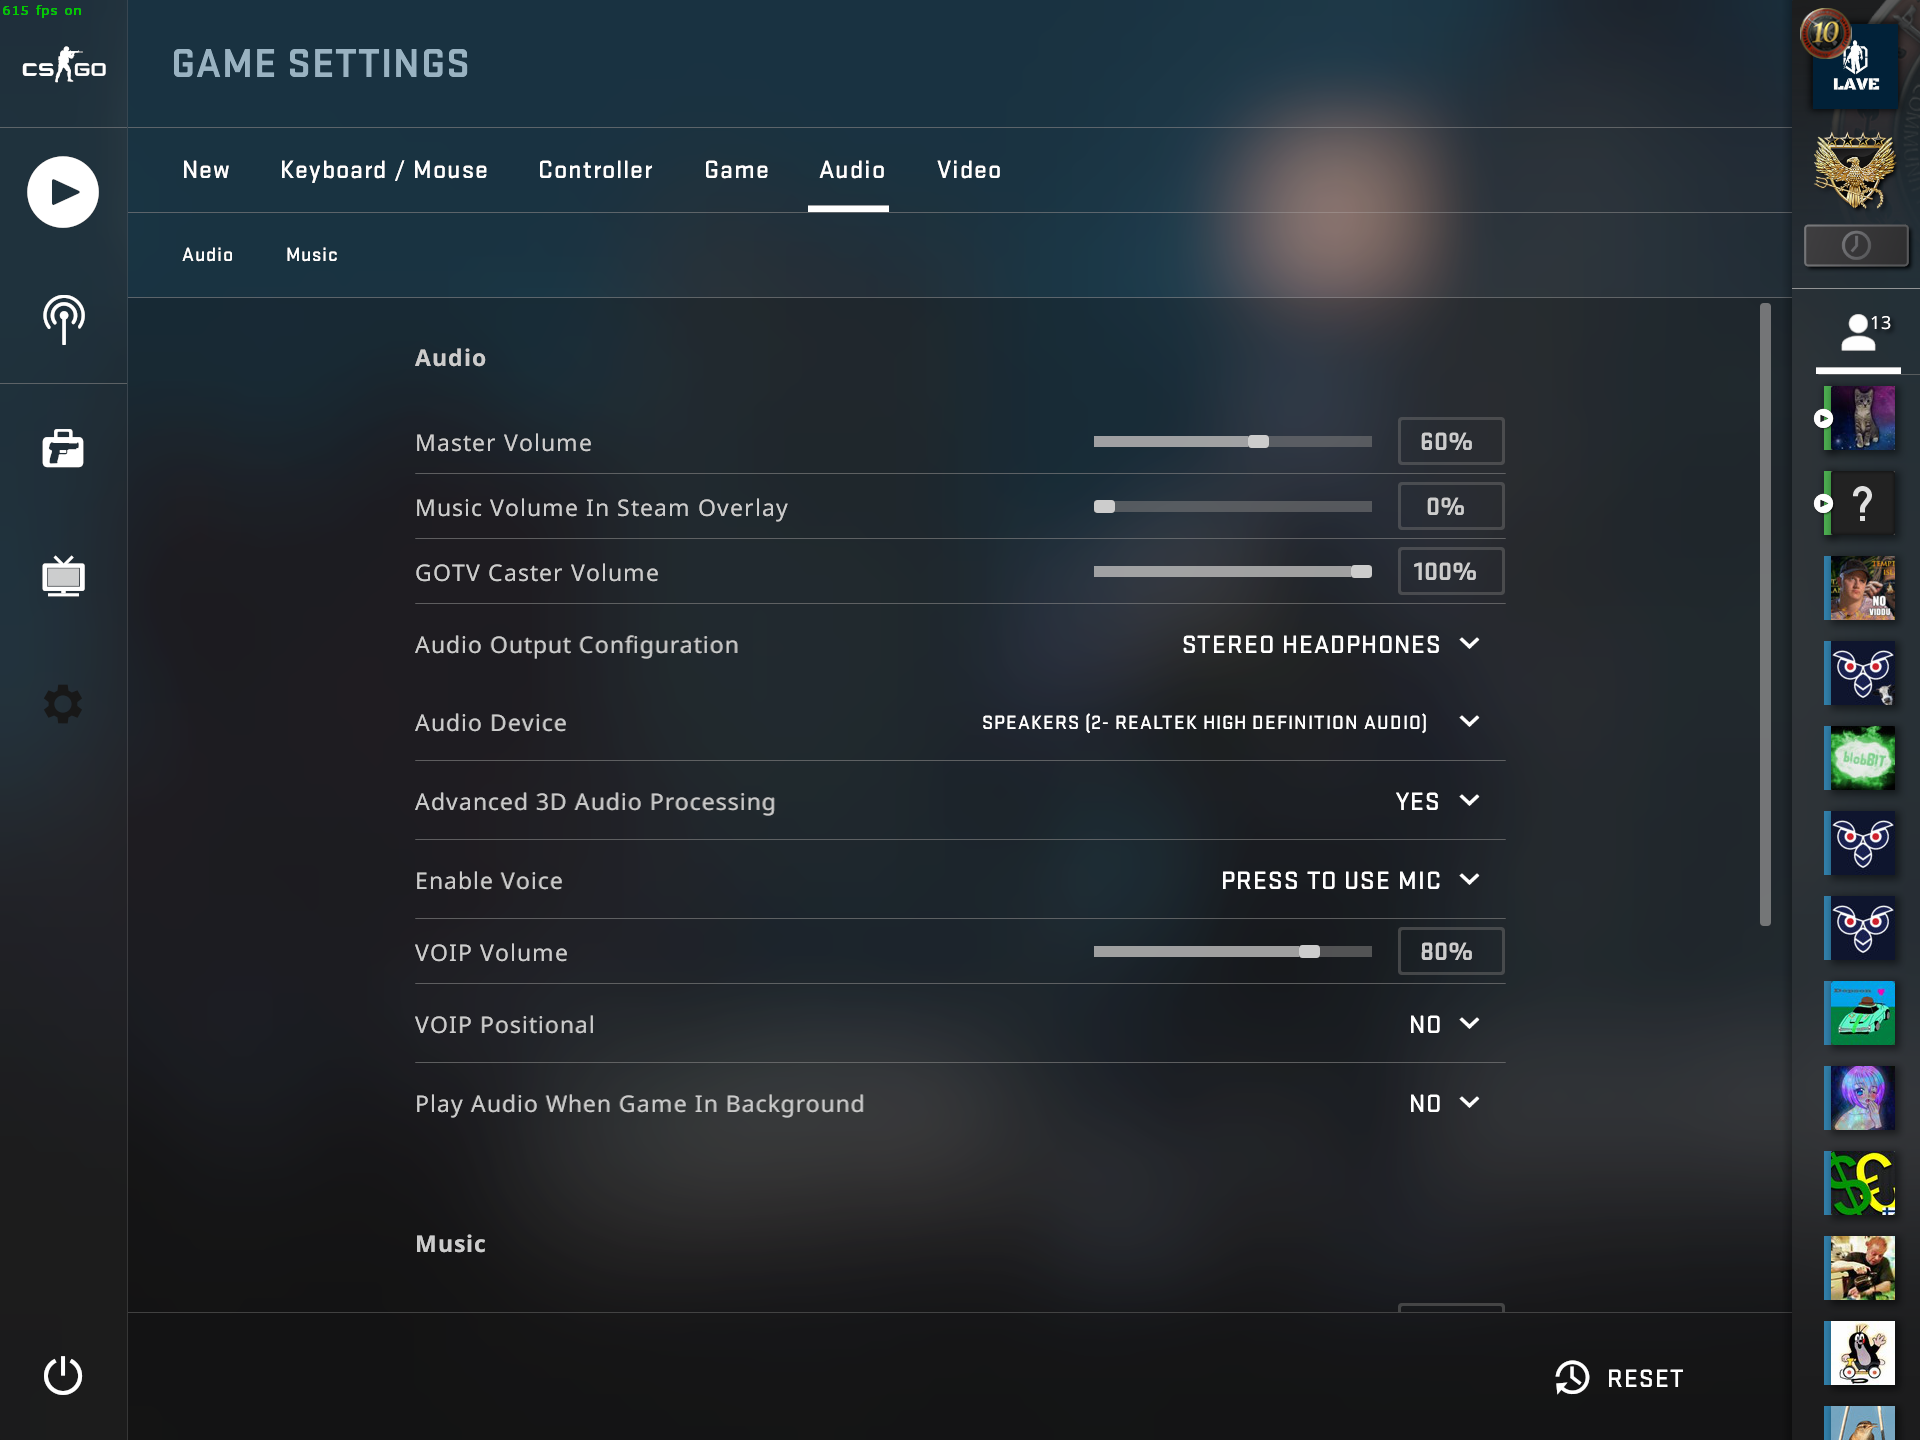 615 fps on
CS GO
GAME SETTINGS
10
LAVE
New Keyboard / Mouse Controller Game Audio Video
Audio Music
13
Audio
Master Volume 60%
Music Volume In Steam Overlay 0%
GOTV Caster Volume 100%
Audio Output Configuration STEREO HEADPHONES
Audio Device SPEAKERS (2- REALTEK HIGH DEFINITION AUDIO)
Advanced 3D Audio Processing YES
Enable Voice PRESS TO USE MIC
VOIP Volume 80%
VOIP Positional NO
Play Audio When Game In Background NO
Music
RESET
?
NO
VIDDU
blobBIT
$€